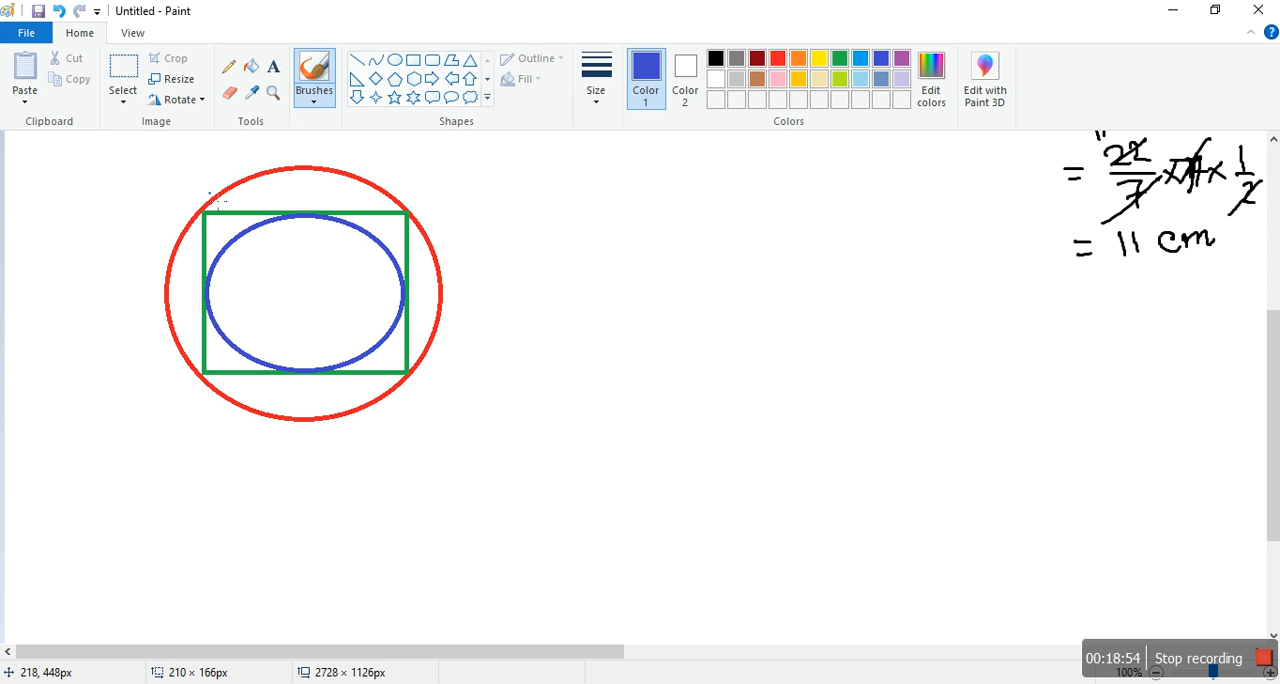 Untitled - Paint
File Home View
Paste
Cut
Copy
Clipboard
Select
Crop
Resize
Rotate
Image
A
Tools
Brushes
Shapes
Outline
Fill
Size
Color 1
Color 2
Edit colors
Edit with Paint 3D
Colors
= 22/7 × × 1/2
= 11 cm
00:18:54 Stop recording
218, 448px
210 × 166px
2728 × 1126px
100%